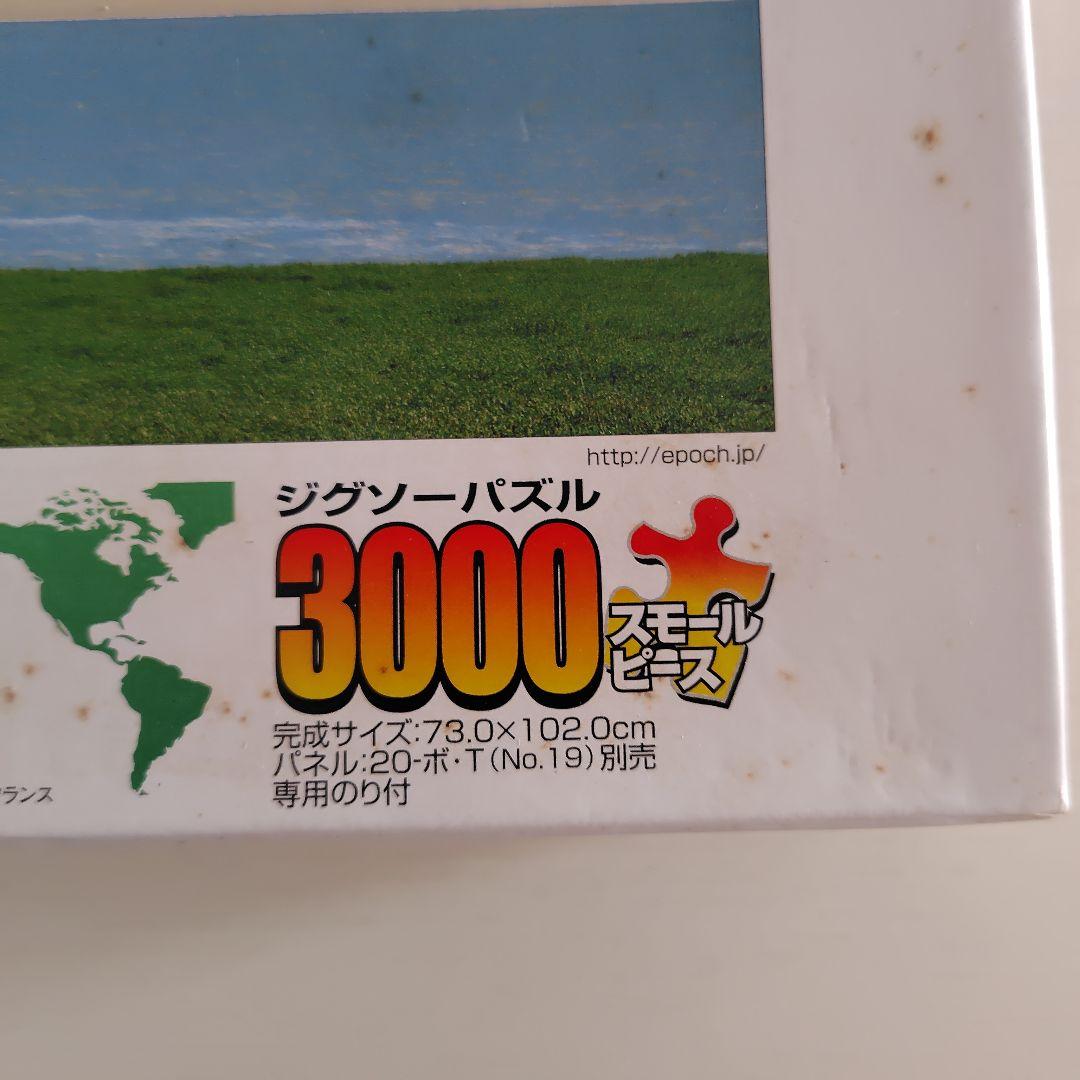 http://epoch.jp/
ジグソーパズル
3000
スモール
ピース
完成サイズ:73.0×102.0cm
パネル:20-ボ・T(No.19)別売
専用のり付
ランス